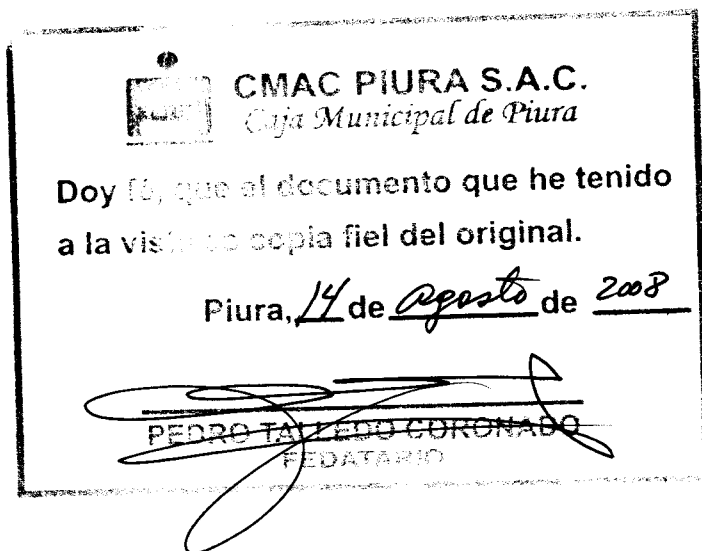 CMAC PIURA S.A.C.
Caja Municipal de Piura
Doy fé, que el documento que he tenido
a la vista es copia fiel del original.
Piura, 14 de agosto de 2008
PEDRO TALLEDO CORONADO
FEDATARIO